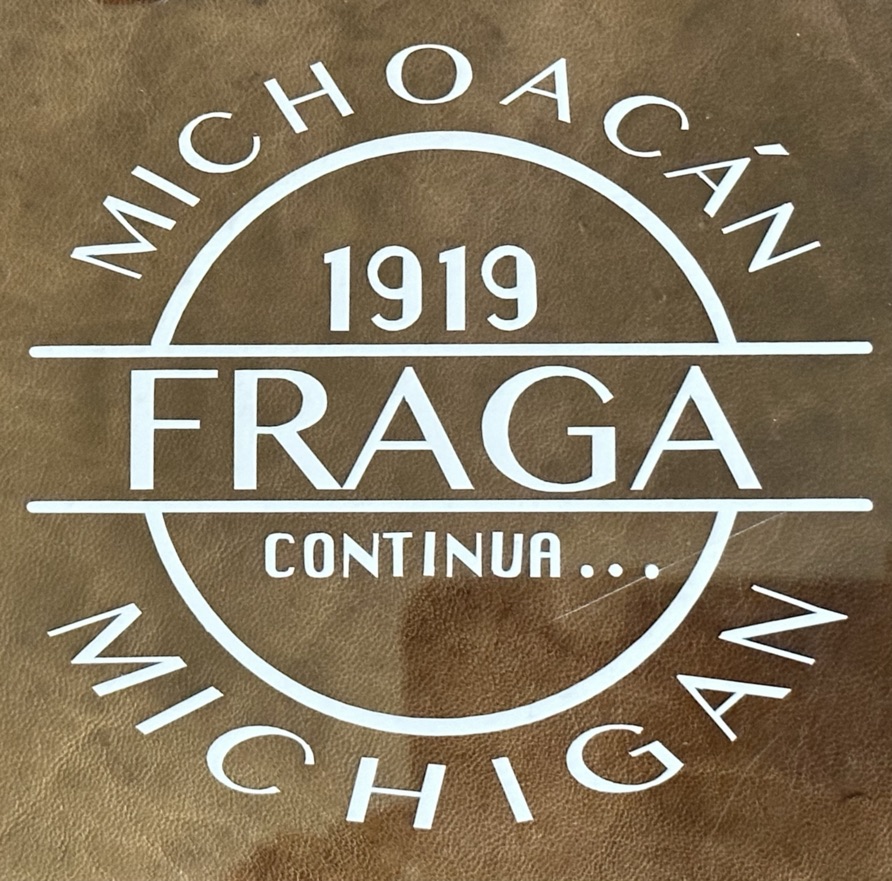 MICHOACÁN
1919
FRAGA
CONTINUA...
MICHIGAN